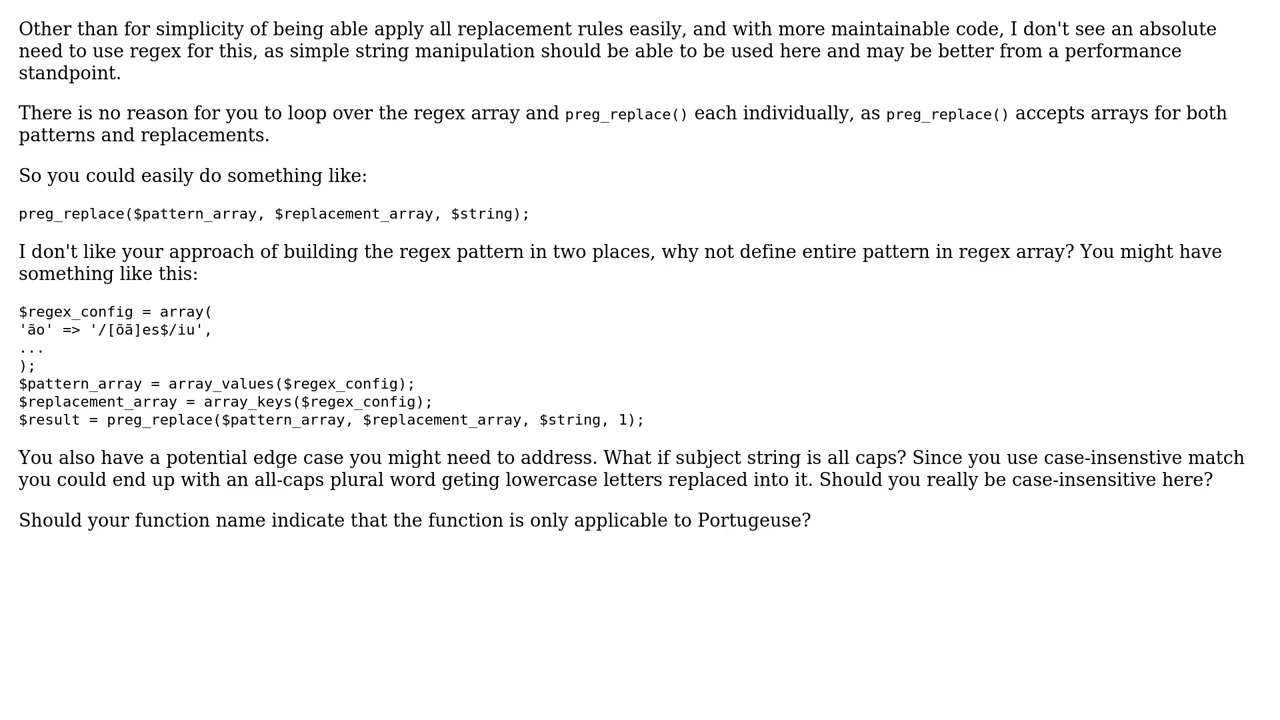 Other than for simplicity of being able apply all replacement rules easily, and with more maintainable code, I don't see an absolute
need to use regex for this, as simple string manipulation should be able to be used here and may be better from a performance
standpoint.
There is no reason for you to loop over the regex array and preg_replace() each individually, as preg_replace() accepts arrays for both
patterns and replacements.
So you could easily do something like:
preg_replace($pattern_array, $replacement_array, $string);
I don't like your approach of building the regex pattern in two places, why not define entire pattern in regex array? You might have
something like this:
$regex_config = array(
'ão' => '/[õã]es$/iu',
...
);
$pattern_array = array_values($regex_config);
$replacement_array = array_keys($regex_config);
$result = preg_replace($pattern_array, $replacement_array, $string, 1);
You also have a potential edge case you might need to address. What if subject string is all caps? Since you use case-insenstive match
you could end up with an all-caps plural word geting lowercase letters replaced into it. Should you really be case-insensitive here?
Should your function name indicate that the function is only applicable to Portugeuse?